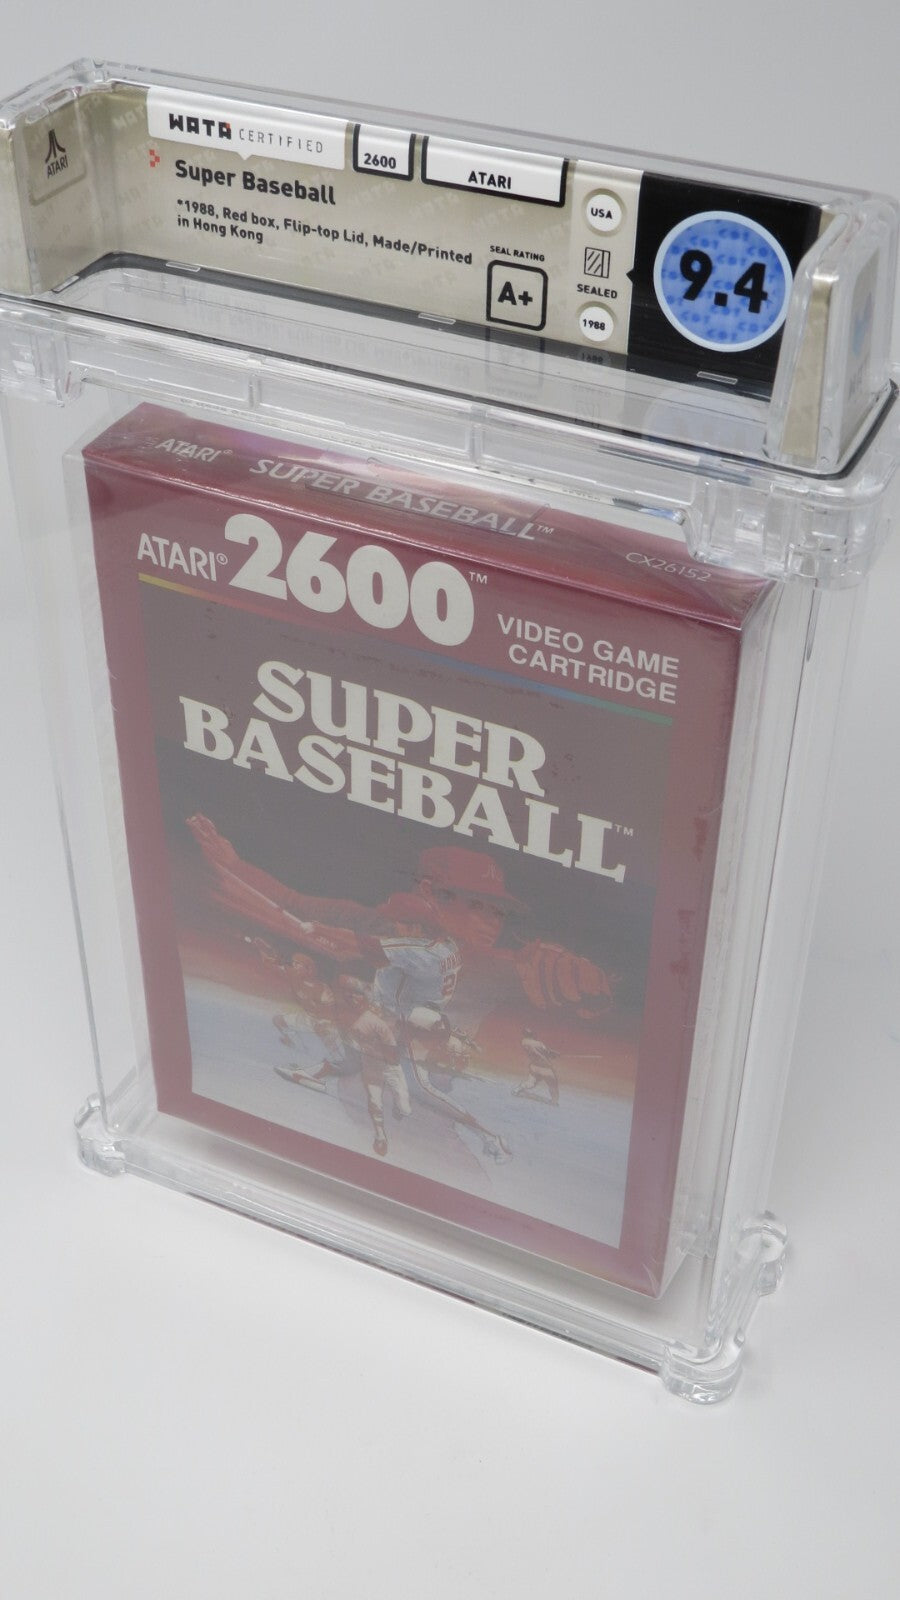 WATA CERTIFIED
2600
ATARI
ATARI
Super Baseball
*1988, Red box, Flip-top Lid, Made/Printed
in Hong Kong
SEAL RATING
A+
USA
SEALED
1988
9.4
ATARI® SUPER BASEBALL™
CX26152
ATARI® 2600™
VIDEO GAME
CARTRIDGE
SUPER
BASEBALL™